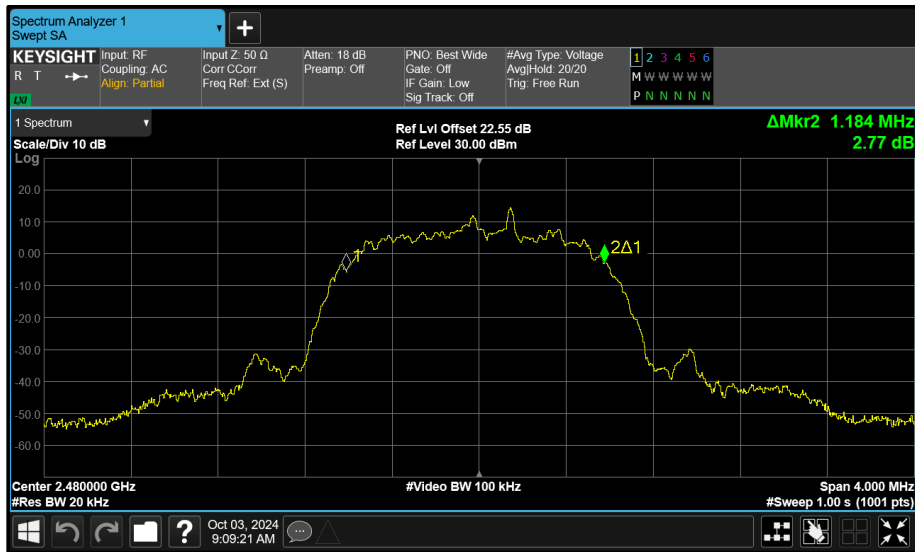 Spectrum Analyzer 1
Swept SA
KEYSIGHT
R T
LXI
Input: RF
Coupling: AC
Align: Partial
Input Z: 50 Ω
Corr CCorr
Freq Ref: Ext (S)
Atten: 18 dB
Preamp: Off
PNO: Best Wide
Gate: Off
IF Gain: Low
Sig Track: Off
#Avg Type: Voltage
Avg|Hold: 20/20
Trig: Free Run
1 2 3 4 5 6
M W W W W W
P N N N N N
1 Spectrum
Scale/Div 10 dB
Ref Lvl Offset 22.55 dB
Ref Level 30.00 dBm
ΔMkr2 1.184 MHz
2.77 dB
Log
20.0
10.0
0.00
-10.0
-20.0
-30.0
-40.0
-50.0
-60.0
1
2Δ1
Center 2.480000 GHz
#Res BW 20 kHz
#Video BW 100 kHz
Span 4.000 MHz
#Sweep 1.00 s (1001 pts)
?
Oct 03, 2024
9:09:21 AM